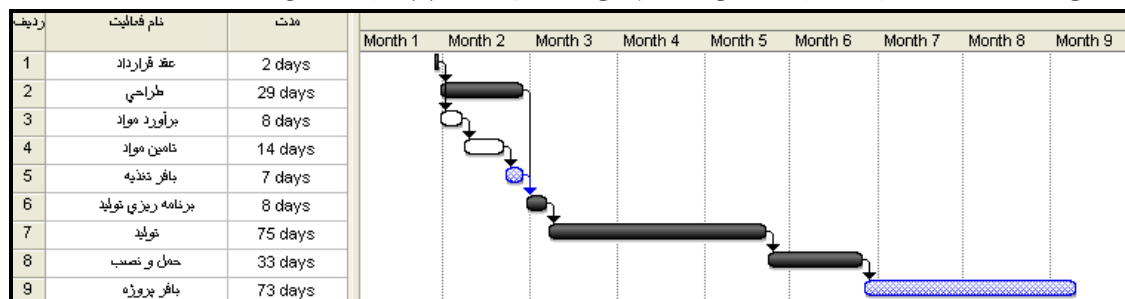 ردیف نام فعالیت مدت
Month 1 Month 2 Month 3 Month 4 Month 5 Month 6 Month 7 Month 8 Month 9
1 عقد قرارداد 2 days
2 طراحي 29 days
3 برآورد مواد 8 days
4 تامین مواد 14 days
5 بافر تغذیه 7 days
6 برنامه ریزي تولید 8 days
7 تولید 75 days
8 حمل و نصب 33 days
9 بافر پروژه 73 days